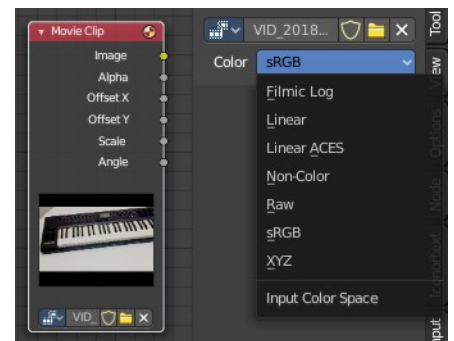 Movie Clip
Image
Alpha
Offset X
Offset Y
Scale
Angle
VID_
VID_2018...
Color
sRGB
Filmic Log
Linear
Linear ACES
Non-Color
Raw
sRGB
XYZ
Input Color Space
Tool
View
Options
Node